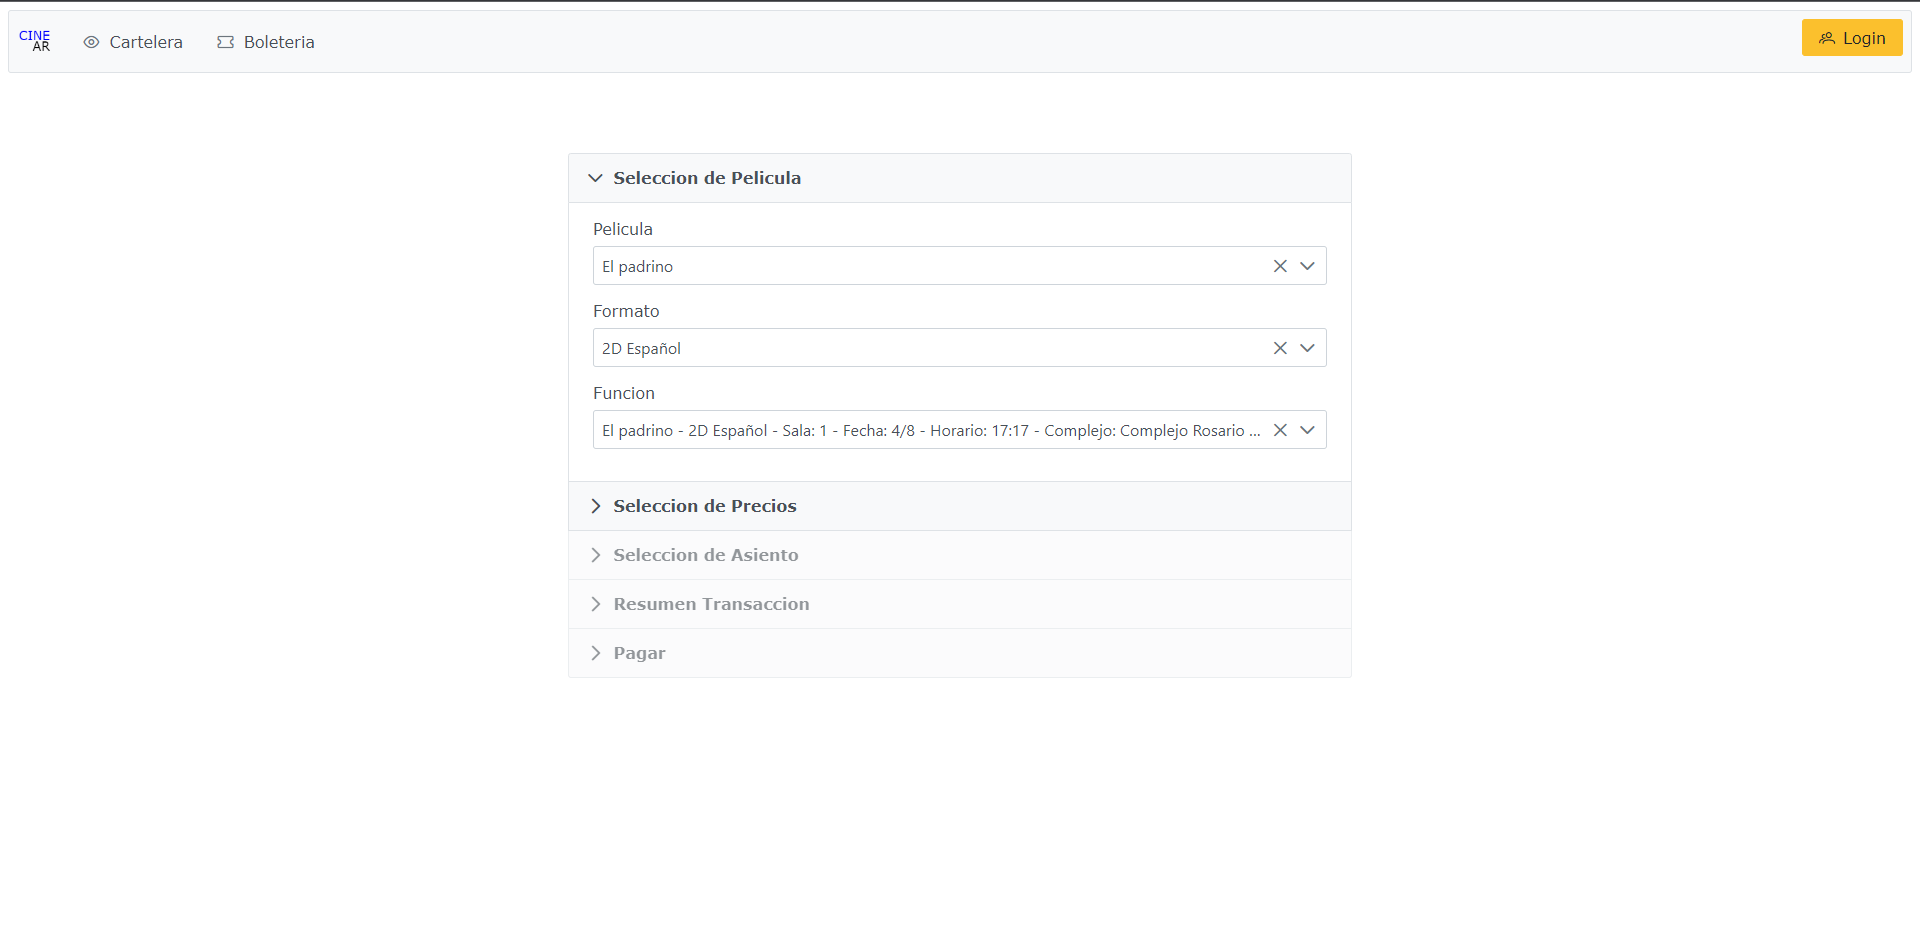 CINE
AR
Cartelera
Boleteria
Login
Seleccion de Pelicula
Pelicula
El padrino
Formato
2D Español
Funcion
El padrino - 2D Español - Sala: 1 - Fecha: 4/8 - Horario: 17:17 - Complejo: Complejo Rosario ...
Seleccion de Precios
Seleccion de Asiento
Resumen Transaccion
Pagar